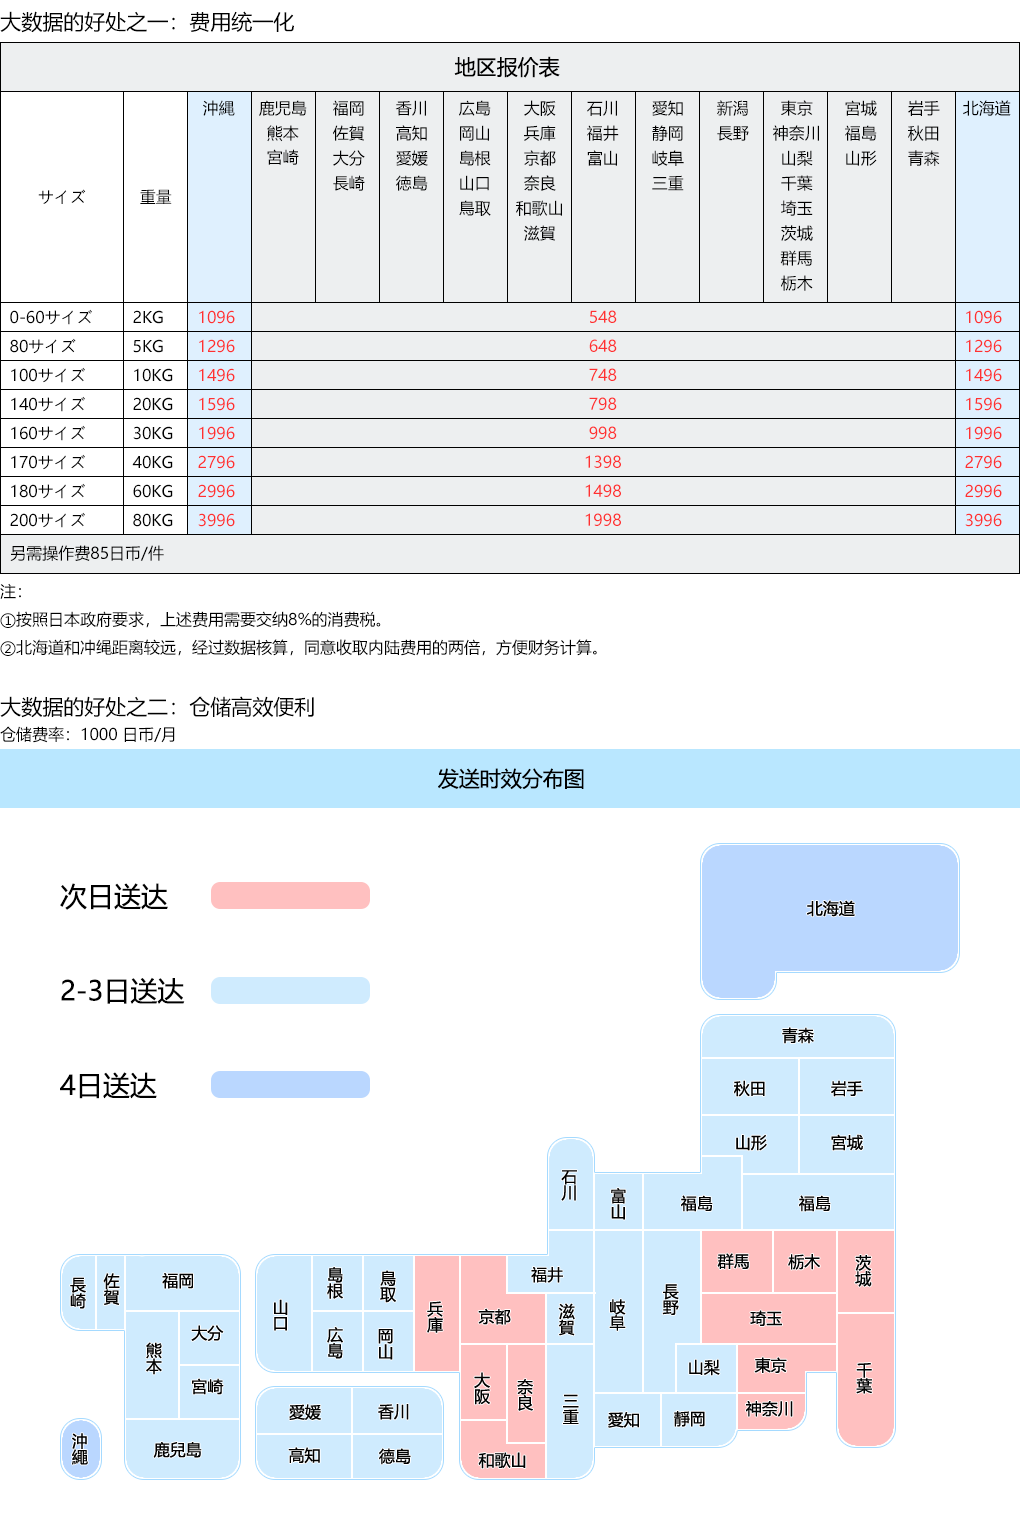 大数据的好处之一：费用统一化
地区报价表
サイズ 重量 沖縄 鹿児島 福岡 香川 広島 大阪 石川 愛知 新潟 東京 宮城 岩手 北海道
熊本 佐賀 高知 岡山 兵庫 福井 静岡 長野 神奈川 福島 秋田
宮崎 大分 愛媛 島根 京都 富山 岐阜 山梨 山形 青森
長崎 徳島 山口 奈良 三重 千葉
鳥取 和歌山 埼玉
滋賀 茨城
群馬
栃木
0-60サイズ 2KG 1096 548 1096
80サイズ 5KG 1296 648 1296
100サイズ 10KG 1496 748 1496
140サイズ 20KG 1596 798 1596
160サイズ 30KG 1996 998 1996
170サイズ 40KG 2796 1398 2796
180サイズ 60KG 2996 1498 2996
200サイズ 80KG 3996 1998 3996
另需操作费85日币/件
注：
①按照日本政府要求，上述费用需要交纳8%的消费税。
②北海道和冲绳距离较远，经过数据核算，同意收取内陆费用的两倍，方便财务计算。
大数据的好处之二：仓储高效便利
仓储费率：1000 日币/月
发送时效分布图
次日送达
2-3日送达
4日送达
北海道
青森
秋田 岩手
山形 宮城
石川 富山 福島 福島
群馬 栃木 茨城
長崎 佐賀 福岡 山口 島根 鳥取 兵庫 京都 福井 岐阜 長野
滋賀 琦玉
熊本 大分 広島 岡山
大阪 奈良 三重 山梨 東京 千葉
宮崎 愛媛 香川 愛知 靜岡 神奈川
沖繩 鹿兒島 高知 德島 和歌山